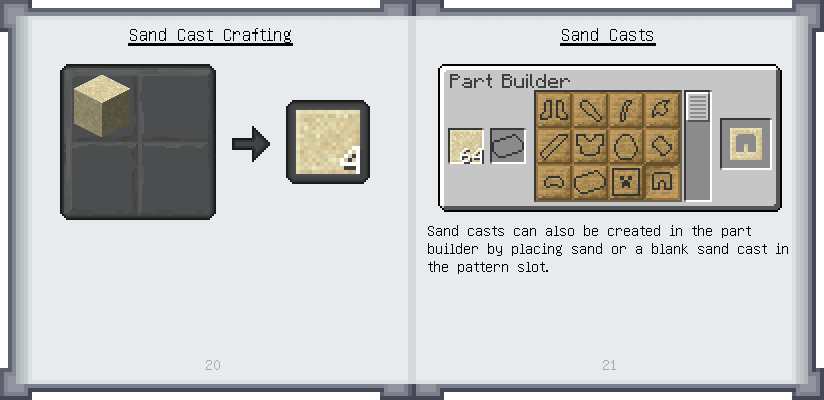 Sand Cast Crafting
4
20
Sand Casts
Part Builder
64
Sand casts can also be created in the part
builder by placing sand or a blank sand cast in
the pattern slot.
21